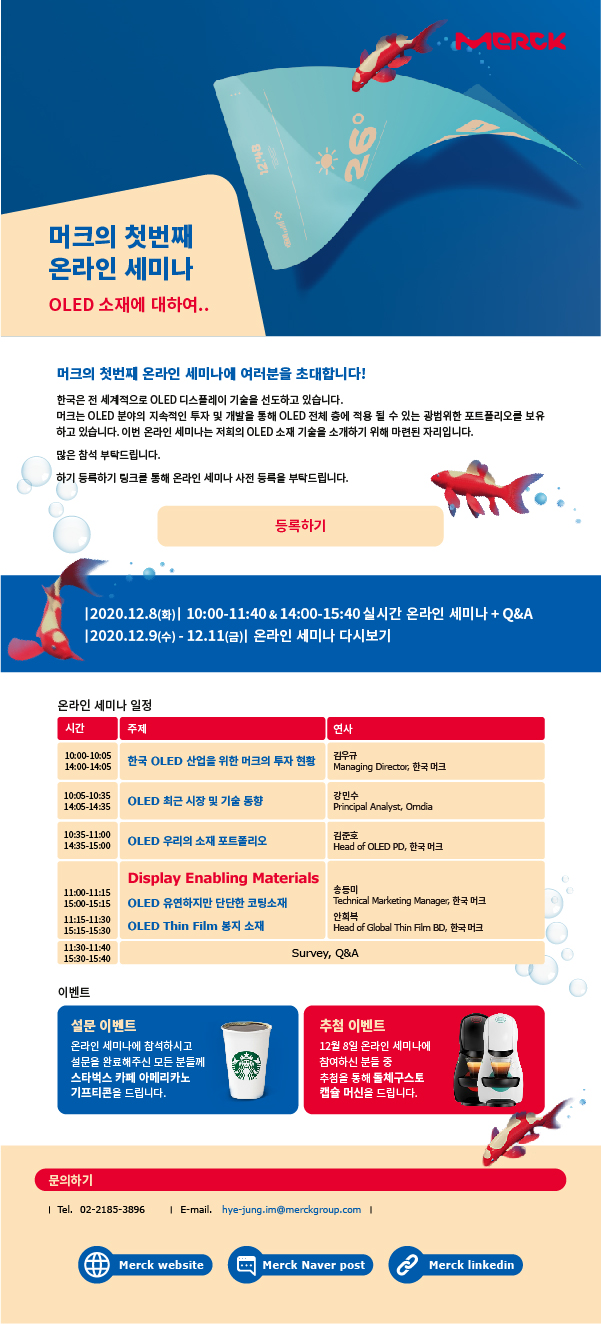 MERCK
26°
머크의 첫번째
온라인 세미나
OLED 소재에 대하여..
머크의 첫번째 온라인 세미나에 여러분을 초대합니다!
한국은 전 세계적으로 OLED 디스플레이 기술을 선도하고 있습니다.
머크는 OLED 분야의 지속적인 투자 및 개발을 통해 OLED 전체 층에 적용 될 수 있는 광범위한 포트폴리오를 보유
하고 있습니다. 이번 온라인 세미나는 저희의 OLED 소재 기술을 소개하기 위해 마련된 자리입니다.
많은 참석 부탁드립니다.
하기 등록하기 링크를 통해 온라인 세미나 사전 등록을 부탁드립니다.
등록하기
|2020.12.8(화)| 10:00-11:40 & 14:00-15:40 실시간 온라인 세미나 + Q&A
|2020.12.9(수) - 12.11(금)| 온라인 세미나 다시보기
온라인 세미나 일정
시간 주제 연사
10:00-10:05
14:00-14:05
한국 OLED 산업을 위한 머크의 투자 현황
김우규
Managing Director, 한국 머크
10:05-10:35
14:05-14:35
OLED 최근 시장 및 기술 동향
강민수
Principal Analyst, Omdia
10:35-11:00
14:35-15:00
OLED 우리의 소재 포트폴리오
김준호
Head of OLED PD, 한국 머크
Display Enabling Materials
11:00-11:15
15:00-15:15
OLED 유연하지만 단단한 코팅소재
송동미
Technical Marketing Manager, 한국 머크
11:15-11:30
15:15-15:30
OLED Thin Film 봉지 소재
안희복
Head of Global Thin Film BD, 한국 머크
11:30-11:40
15:30-15:40
Survey, Q&A
이벤트
설문 이벤트
온라인 세미나에 참석하시고
설문을 완료해주신 모든 분들께
스타벅스 카페 아메리카노
기프티콘을 드립니다.
추첨 이벤트
12월 8일 온라인 세미나에
참여하신 분들 중
추첨을 통해 돌체구스토
캡슐 머신을 드립니다.
문의하기
| Tel. 02-2185-3896 | E-mail. hye-jung.im@merckgroup.com |
Merck website
Merck Naver post
Merck linkedin